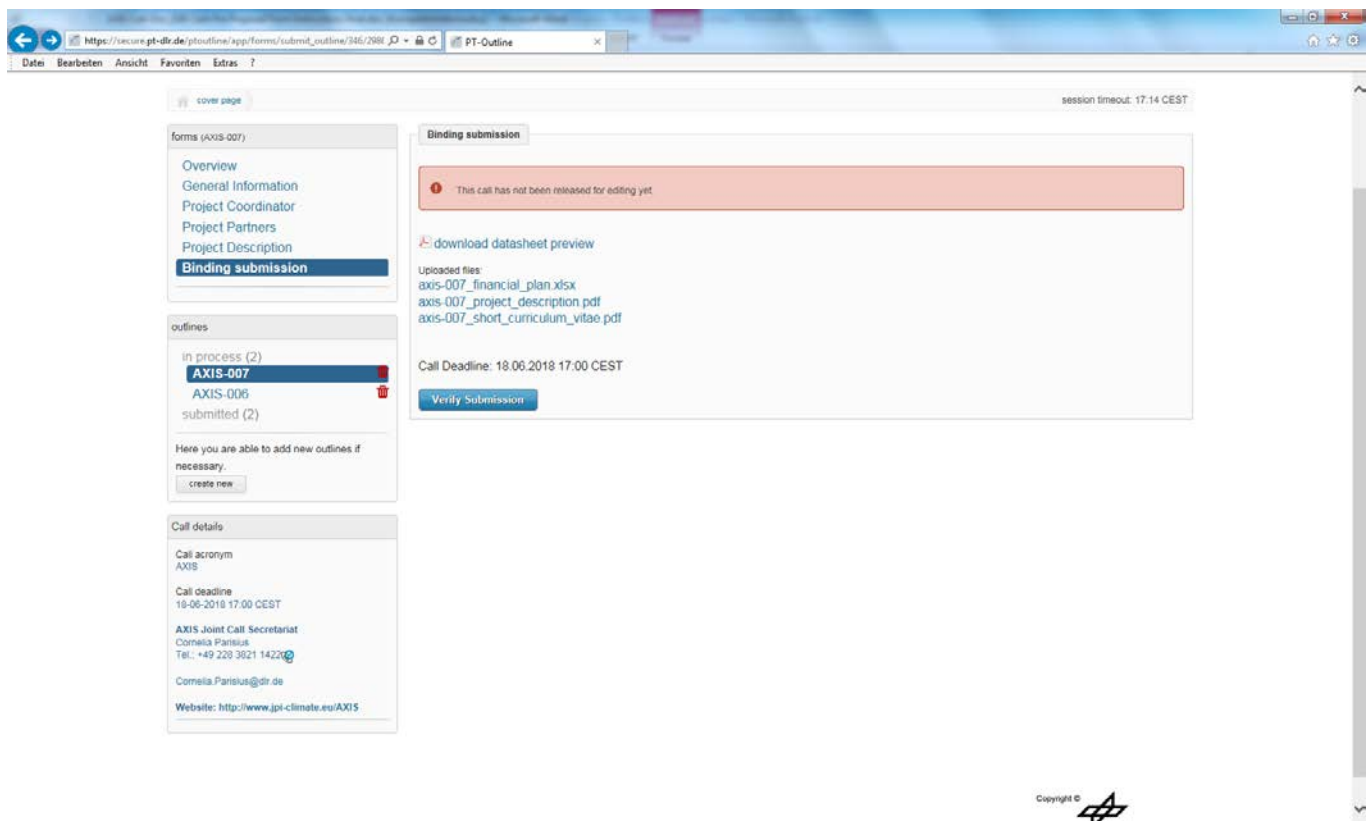 https://secure.pt-dlr.de/ptoutline/app/forms/submit_outline/346/298
PT-Outline
Datei Bearbeiten Ansicht Favoriten Extras ?
cover page
session timeout: 17:14 CEST
forms (AXIS-007)
Overview
General Information
Project Coordinator
Project Partners
Project Description
Binding submission
outlines
in process (2)
AXIS-007
AXIS-006
submitted (2)
Here you are able to add new outlines if
necessary.
create new
Call details
Call acronym
AXIS
Call deadline
18-06-2018 17:00 CEST
AXIS Joint Call Secretariat
Cornelia Parisius
Tel.: +49 228 3821 1422
Cornelia.Parisius@dlr.de
Website: http://www.jpi-climate.eu/AXIS
Binding submission
This call has not been released for editing yet
download datasheet preview
Uploaded files:
axis-007_financial_plan.xlsx
axis-007_project_description.pdf
axis-007_short_curriculum_vitae.pdf
Call Deadline: 18.06.2018 17:00 CEST
Verify Submission
Copyright ©